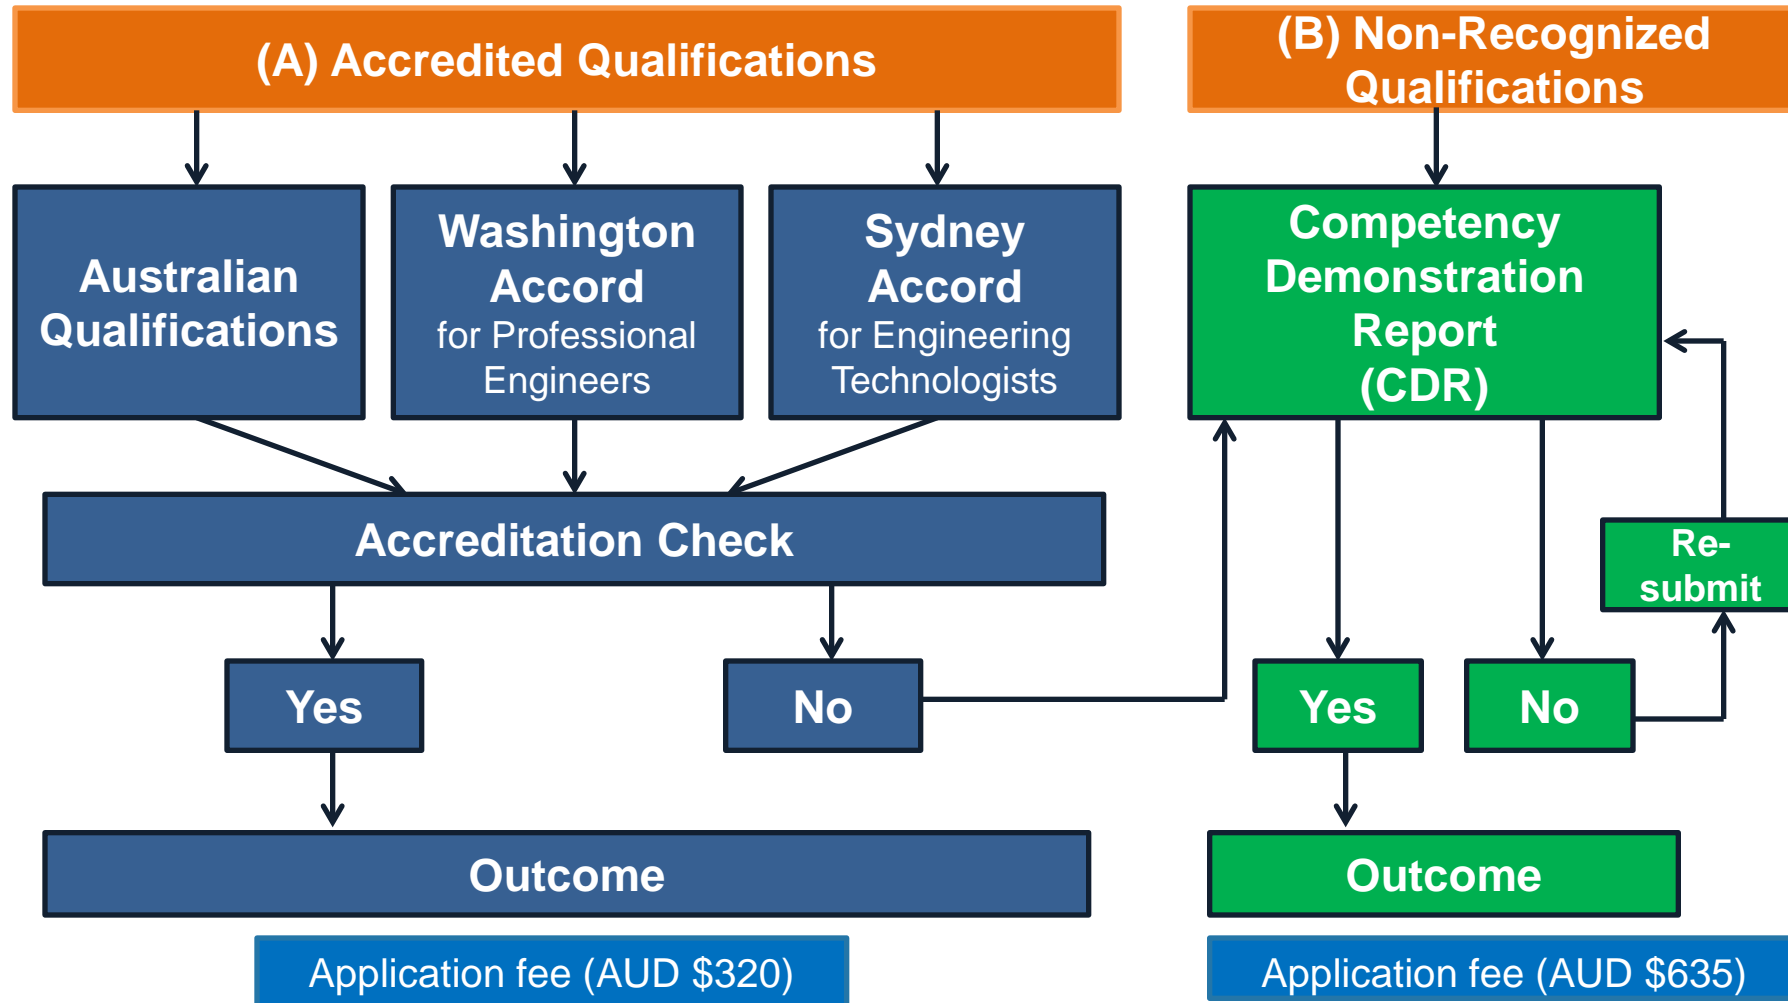 (A) Accredited Qualifications
(B) Non-Recognized
Qualifications
Australian
Qualifications
Washington
Accord
for Professional
Engineers
Sydney
Accord
for Engineering
Technologists
Competency
Demonstration
Report
(CDR)
Accreditation Check
Re-
submit
Yes
No
Yes
No
Outcome
Outcome
Application fee (AUD $320)
Application fee (AUD $635)